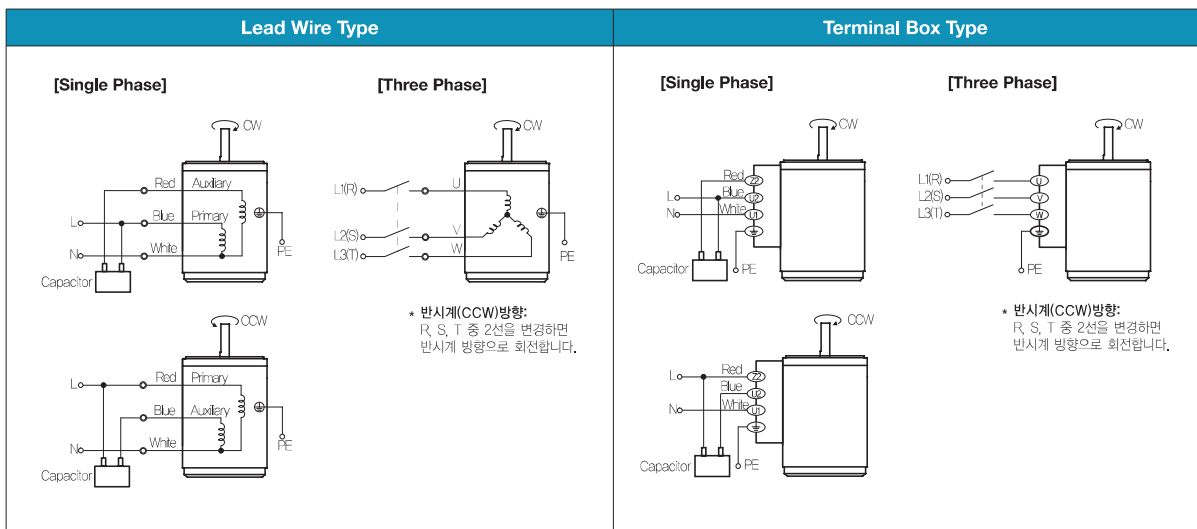 Lead Wire Type
Terminal Box Type
[Single Phase]
[Three Phase]
[Single Phase]
[Three Phase]
CW
Red
Auxiliary
L
Blue
Primary
N
White
Capacitor
PE
CW
L1(R)
U
L2(S)
V
L3(T)
W
PE
* 반시계(CCW)방향:
R, S, T 중 2선을 변경하면
반시계 방향으로 회전합니다.
CCW
L
Red
Primary
Blue
Auxiliary
N
White
Capacitor
PE
CW
Red
Z2
L
Blue
U2
N
White
U1
Capacitor
PE
CW
L1(R)
U
L2(S)
V
L3(T)
W
PE
* 반시계(CCW)방향:
R, S, T 중 2선을 변경하면
반시계 방향으로 회전합니다.
CCW
L
Red
Z2
Blue
U2
N
White
U1
Capacitor
PE